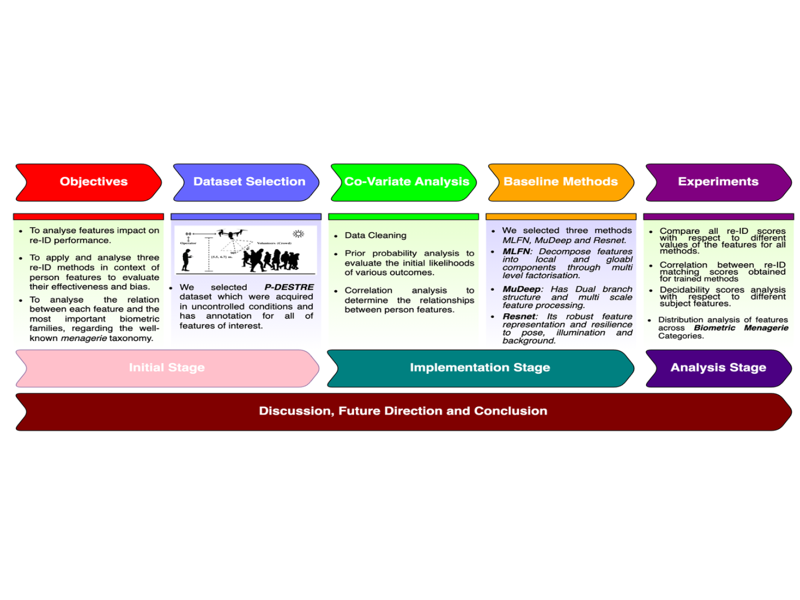 Objectives
Dataset Selection
Co-Variate Analysis
Baseline Methods
Experiments
• To analyse features impact on
re-ID performance.
• To apply and analyse three
re-ID methods in context of
person features to evaluate
their effectiveness and bias.
• To analyse the relation
between each feature and the
most important biometric
families, regarding the well-
known menagerie taxonomy.
• We selected P-DESTRE
dataset which were acquired
in uncontrolled conditions and
has annotation for all of
features of interest.
• Data Cleaning
• Prior probability analysis to
evaluate the initial likelihoods
of various outcomes.
• Correlation analysis to
determine the relationships
between person features.
• We selected three methods
MLFN, MuDeep and Resnet.
• MLFN: Decompose features
into local and gloabl
components through multi
level factorisation.
• MuDeep: Has Dual branch
structure and multi scale
feature processing.
• Resnet: Its robust feature
representation and resilience
to pose, illumination and
background.
• Compare all re-ID scores
with respect to different
values of the features for all
methods.
• Correlation between re-ID
matching scores obtained
for trained methods
• Decidability scores analysis
with respect to different
subject features.
• Distribution analysis of features
across Biometric Menagerie
Categories.
Initial Stage
Implementation Stage
Analysis Stage
Discussion, Future Direction and Conclusion